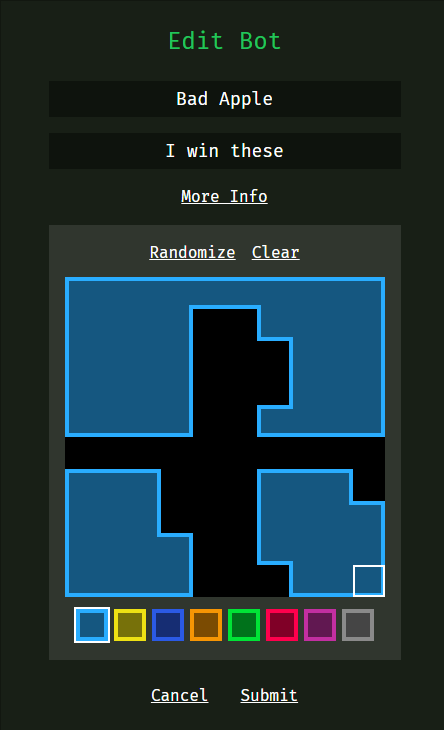 Edit Bot
Bad Apple
I win these
More Info
Randomize Clear
Cancel Submit